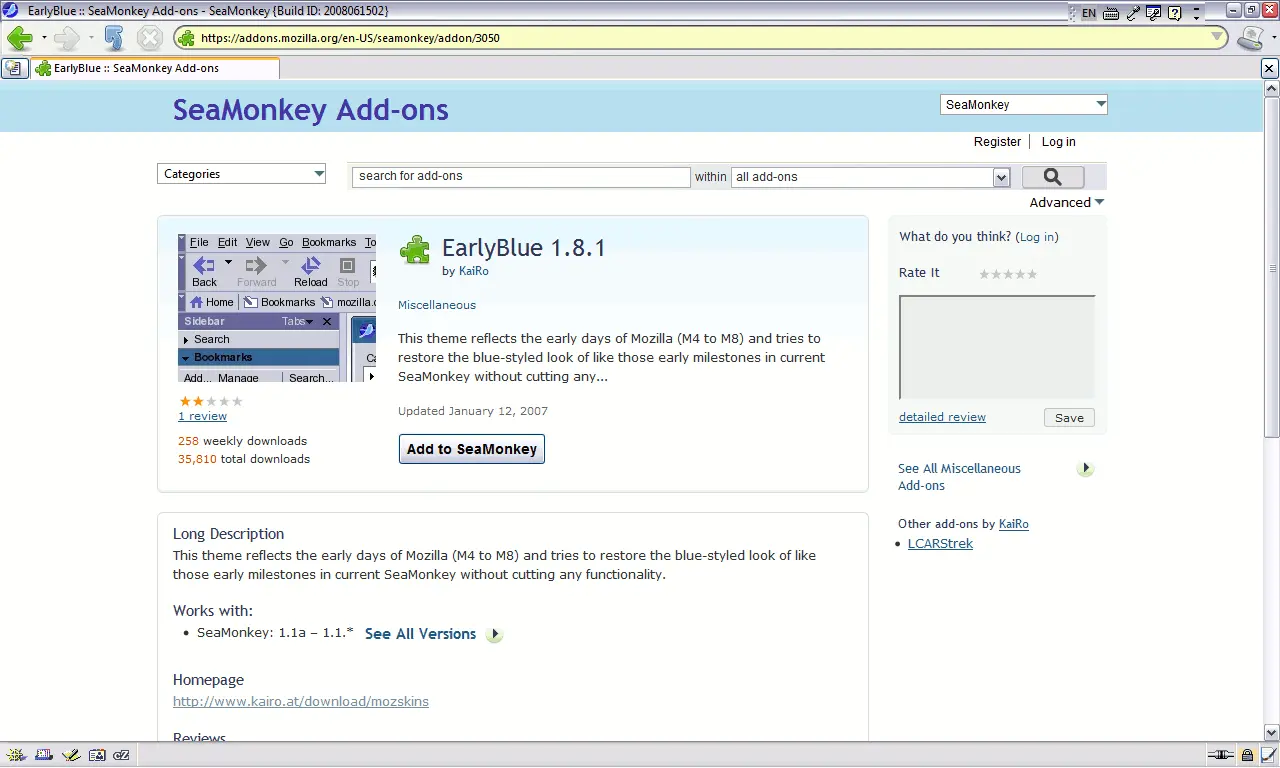 EarlyBlue :: SeaMonkey Add-ons - SeaMonkey {Build ID: 2008061502}
EN
https://addons.mozilla.org/en-US/seamonkey/addon/3050
EarlyBlue :: SeaMonkey Add-ons
SeaMonkey Add-ons
SeaMonkey
Register
Log in
Categories
search for add-ons
within
all add-ons
Advanced
File Edit View Go Bookmarks To
Back Forward Reload Stop
Home Bookmarks mozilla.o
Sidebar Tabs
Search
Bookmarks
Add... Manage Search...
Ca
1 review
258 weekly downloads
35,810 total downloads
EarlyBlue 1.8.1
by KaiRo
Miscellaneous
This theme reflects the early days of Mozilla (M4 to M8) and tries to
restore the blue-styled look of like those early milestones in current
SeaMonkey without cutting any...
Updated January 12, 2007
Add to SeaMonkey
What do you think? (Log in)
Rate It
detailed review
Save
See All Miscellaneous
Add-ons
Other add-ons by KaiRo
• LCARStrek
Long Description
This theme reflects the early days of Mozilla (M4 to M8) and tries to restore the blue-styled look of like
those early milestones in current SeaMonkey without cutting any functionality.
Works with:
• SeaMonkey: 1.1a – 1.1.* See All Versions
Homepage
http://www.kairo.at/download/mozskins
Reviews
cZ